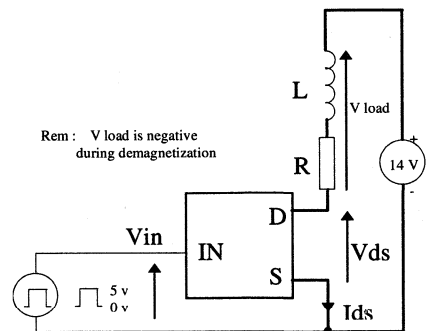 L
V load
Rem : V load is negative
during demagnetization
R
+
14 V
-
D
Vin
IN
Vds
S
5 v
0 v
Ids